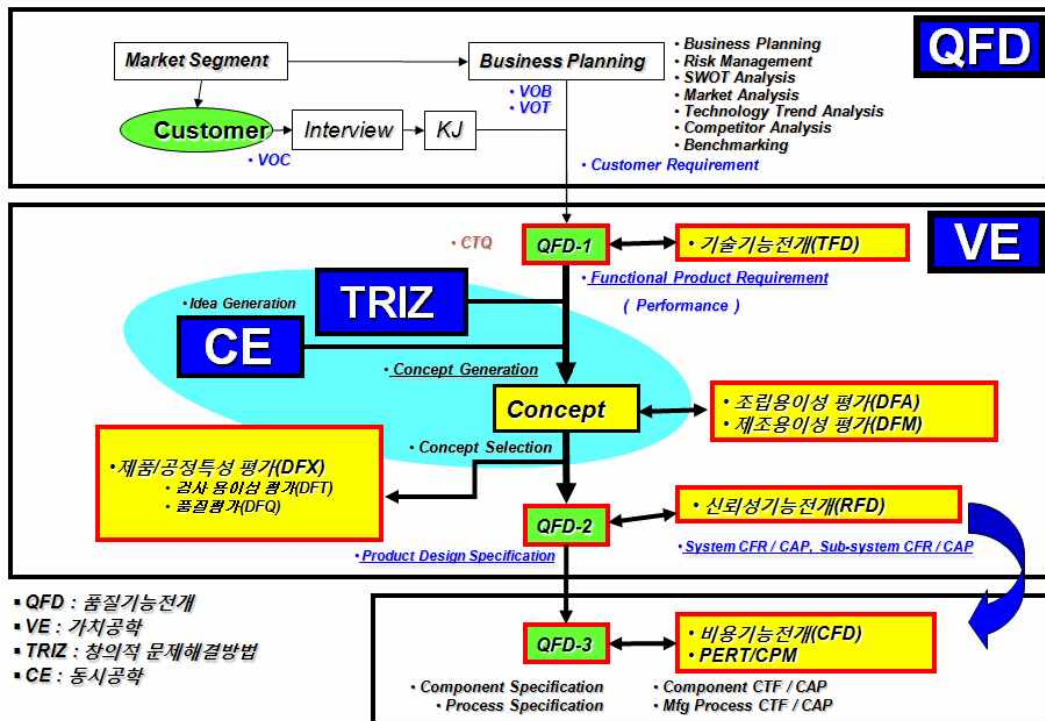 QFD
Market Segment
Business Planning
• Business Planning
• Risk Management
• SWOT Analysis
• Market Analysis
• Technology Trend Analysis
• Competitor Analysis
• Benchmarking
• VOB
• VOT
Customer
Interview
KJ
• VOC
• Customer Requirement
VE
• CTQ
QFD-1
• 기술기능전개(TFD)
• Functional Product Requirement
( Performance )
TRIZ
• Idea Generation
CE
• Concept Generation
Concept
• 조립용이성 평가(DFA)
• 제조용이성 평가(DFM)
• Concept Selection
• 제품/공정특성 평가(DFX)
• 검사 용이성 평가(DFT)
• 품질평가(DFQ)
QFD-2
• 신뢰성기능전개(RFD)
• Product Design Specification
• System CFR / CAP, Sub-system CFR / CAP
▪ QFD : 품질기능전개
▪ VE : 가치공학
▪ TRIZ : 창의적 문제해결방법
▪ CE : 동시공학
QFD-3
• 비용기능전개(CFD)
• PERT/CPM
• Component Specification
• Process Specification
• Component CTF / CAP
• Mfg Process CTF / CAP